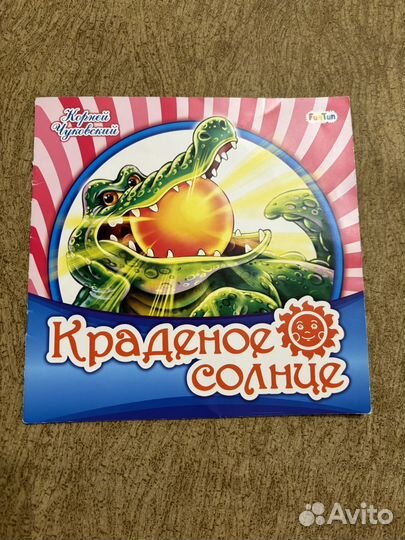 Корней
Чуковский
FunTun
Краденое
солнце
Avito